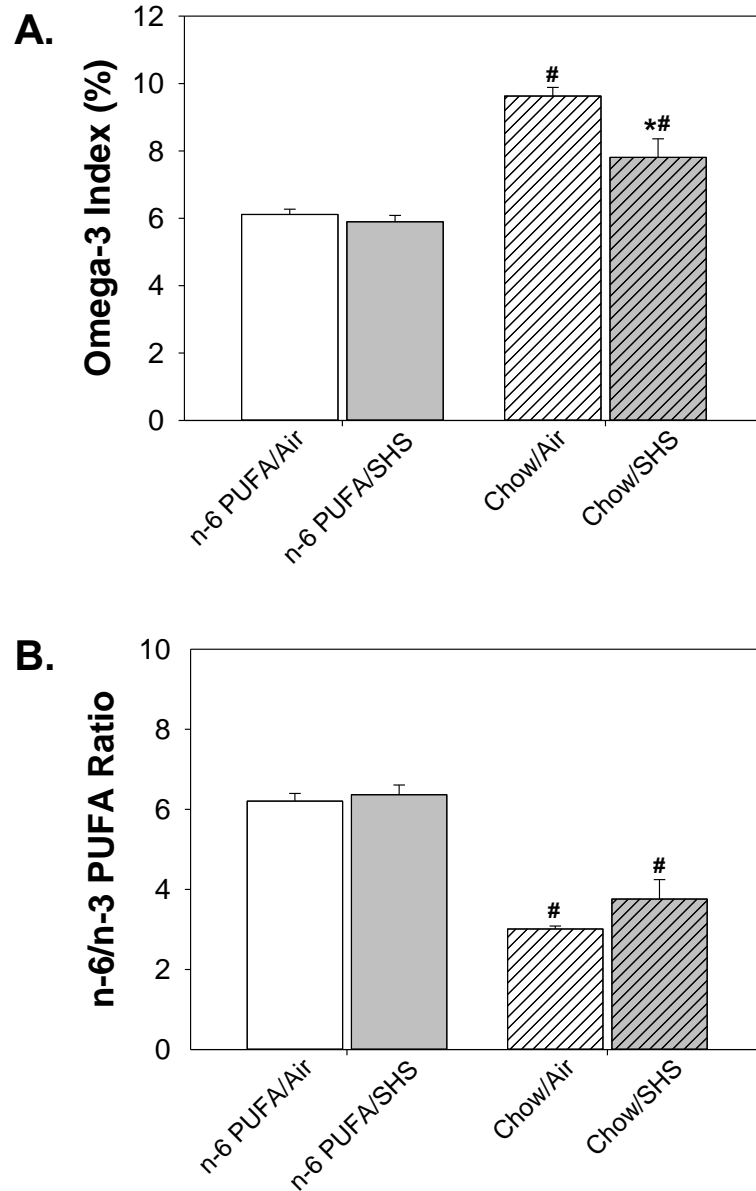 A.
Omega-3 Index (%)
12
10
8
6
4
2
0
#
*#
n-6 PUFA/Air
n-6 PUFA/SHS
Chow/Air
Chow/SHS
B.
n-6/n-3 PUFA Ratio
10
8
6
4
2
0
#
#
n-6 PUFA/Air
n-6 PUFA/SHS
Chow/Air
Chow/SHS